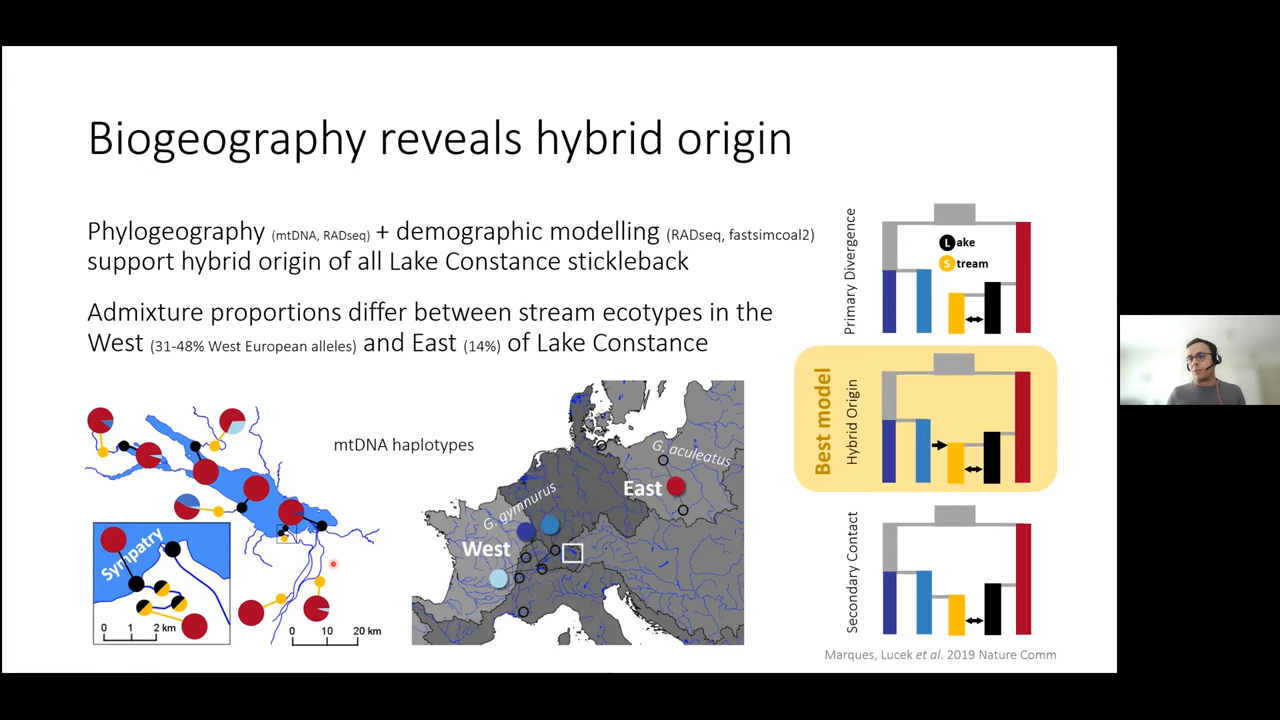 Biogeography reveals hybrid origin
Phylogeography (mtDNA, RADseq) + demographic modelling (RADseq, fastsimcoal2)
support hybrid origin of all Lake Constance stickleback
Admixture proportions differ between stream ecotypes in the
West (31-48% West European alleles) and East (14%) of Lake Constance
mtDNA haplotypes
Sympatry
0 1 2 km
0 10 20 km
G. aculeatus
East
G. gymnurus
West
Primary Divergence
Lake
Stream
Best model
Hybrid Origin
Secondary Contact
Marques, Lucek et al. 2019 Nature Comm